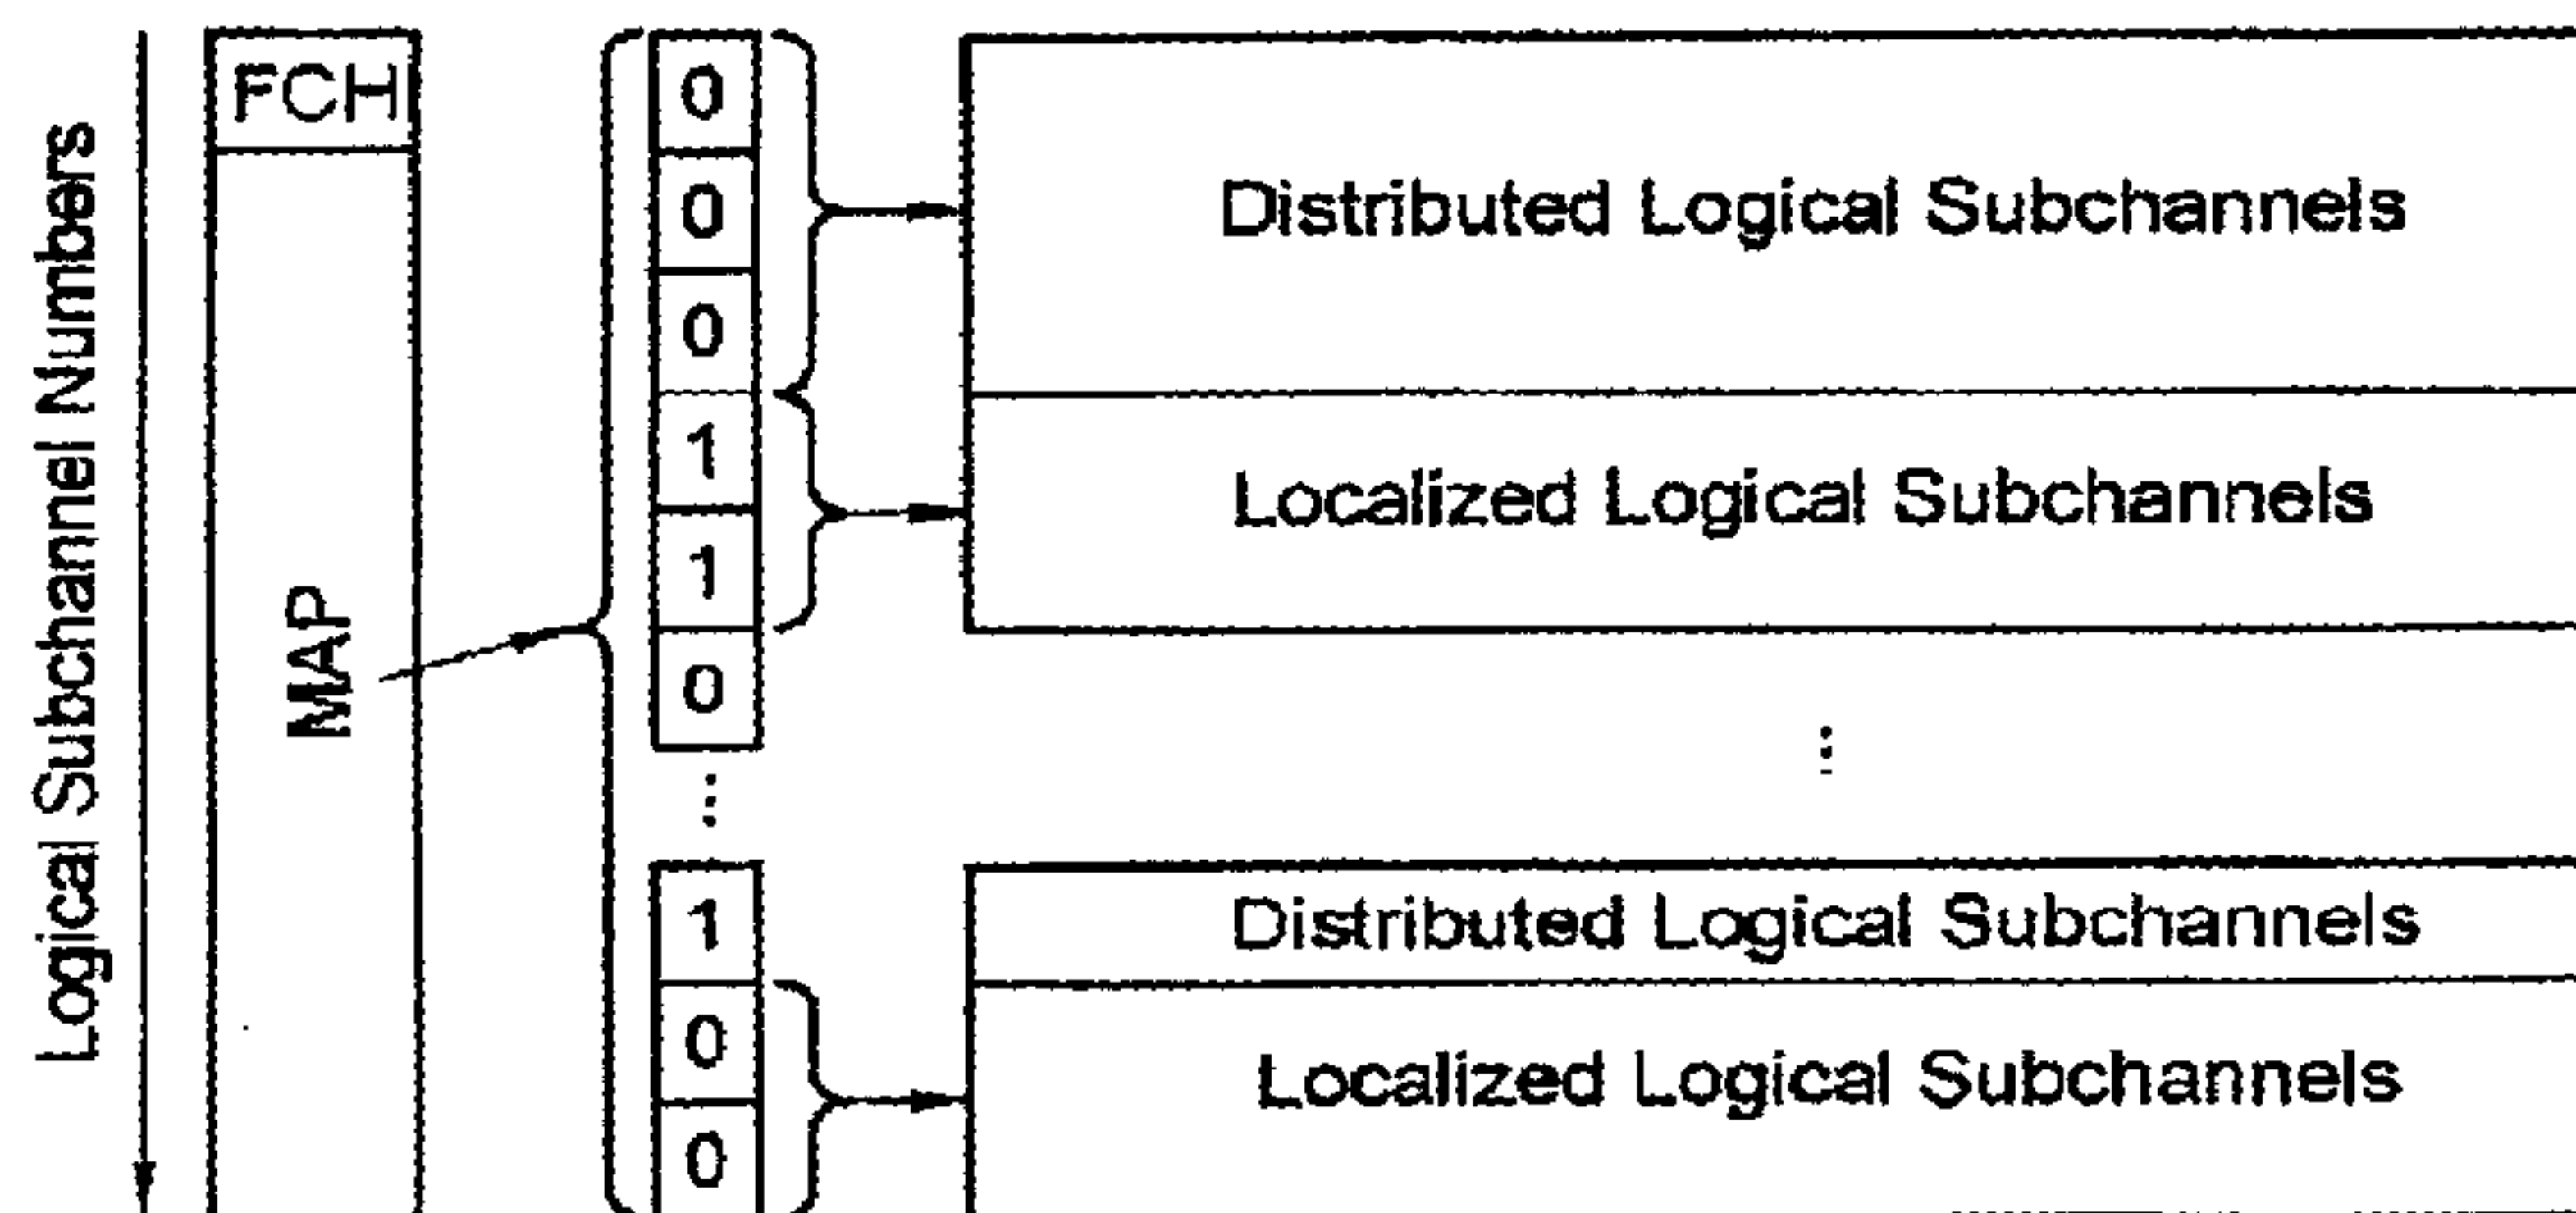 Logical Subchannel Numbers
FCH
MAP
0
0
0
1
1
0
⋮
1
0
0
Distributed Logical Subchannels
Localized Logical Subchannels
⋮
Distributed Logical Subchannels
Localized Logical Subchannels